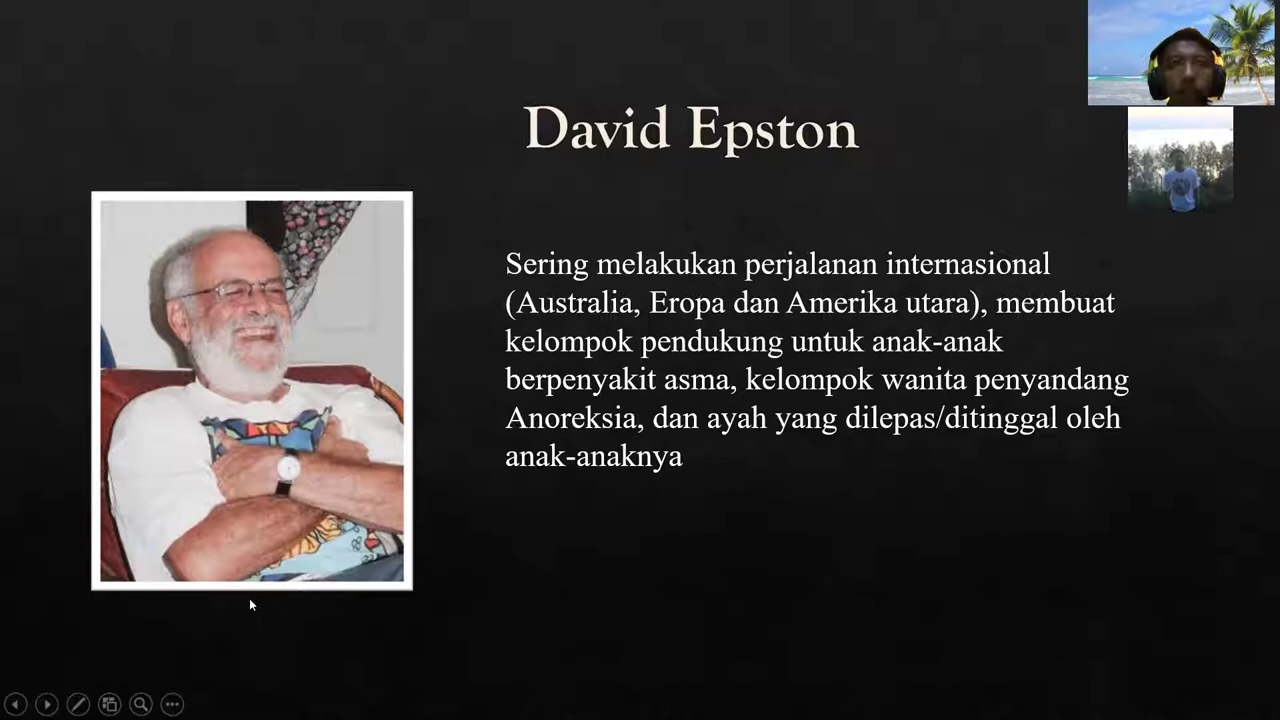 David Epston
Sering melakukan perjalanan internasional
(Australia, Eropa dan Amerika utara), membuat
kelompok pendukung untuk anak-anak
berpenyakit asma, kelompok wanita penyandang
Anoreksia, dan ayah yang dilepas/ditinggal oleh
anak-anaknya